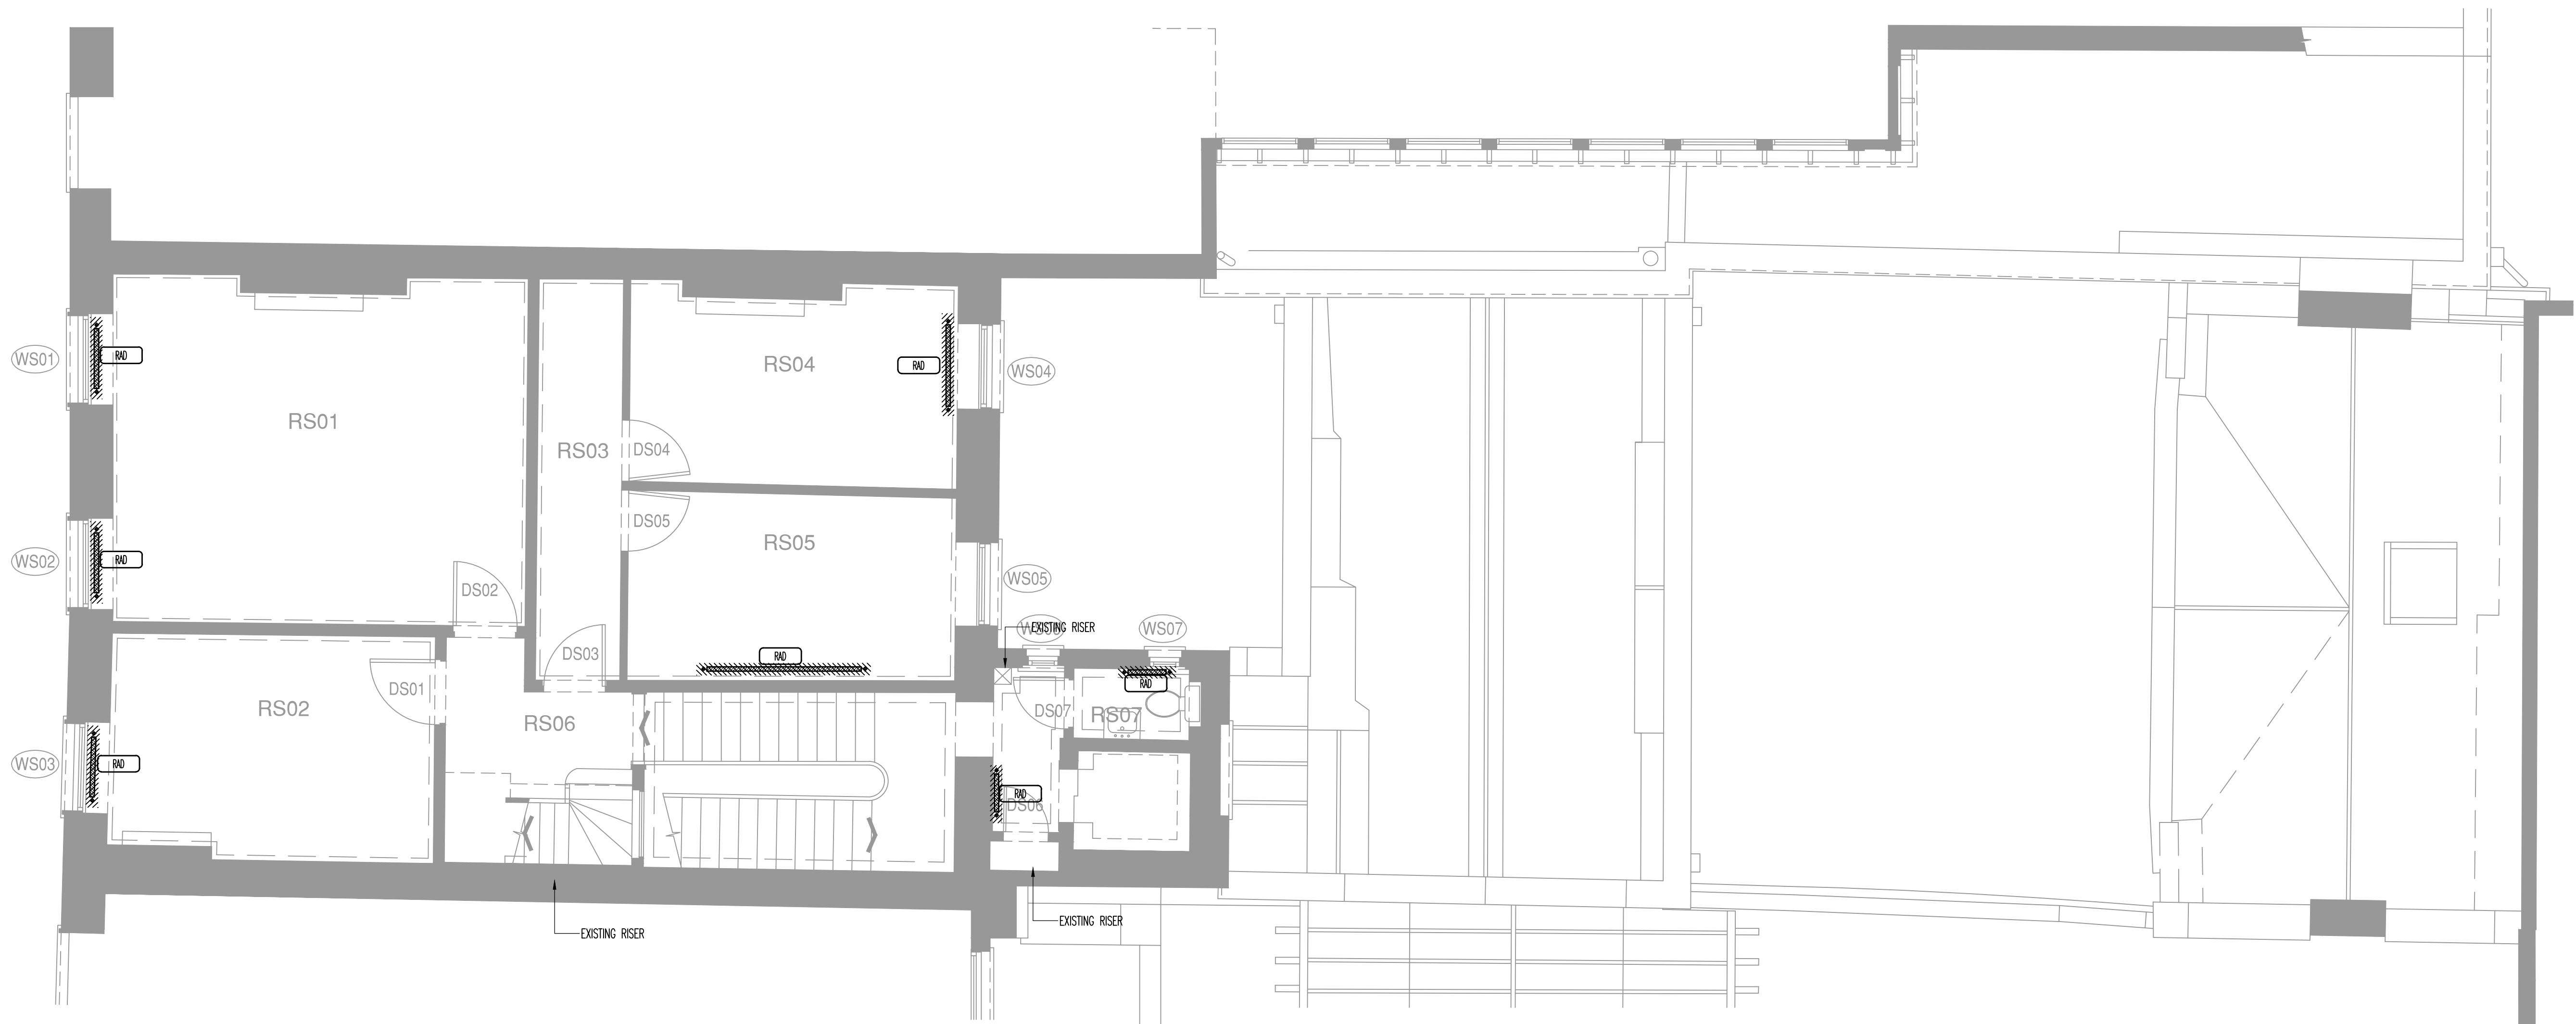 WS01
RAD
RS01
RS04
RAD
WS04
RS03
DS04
DS05
RS05
WS02
RAD
DS02
WS05
DS03
EXISTING RISER
WS07
RAD
RAD
DS01
RS02
RS06
DS07
RS07
WS03
RAD
RAD
DS06
EXISTING RISER
EXISTING RISER